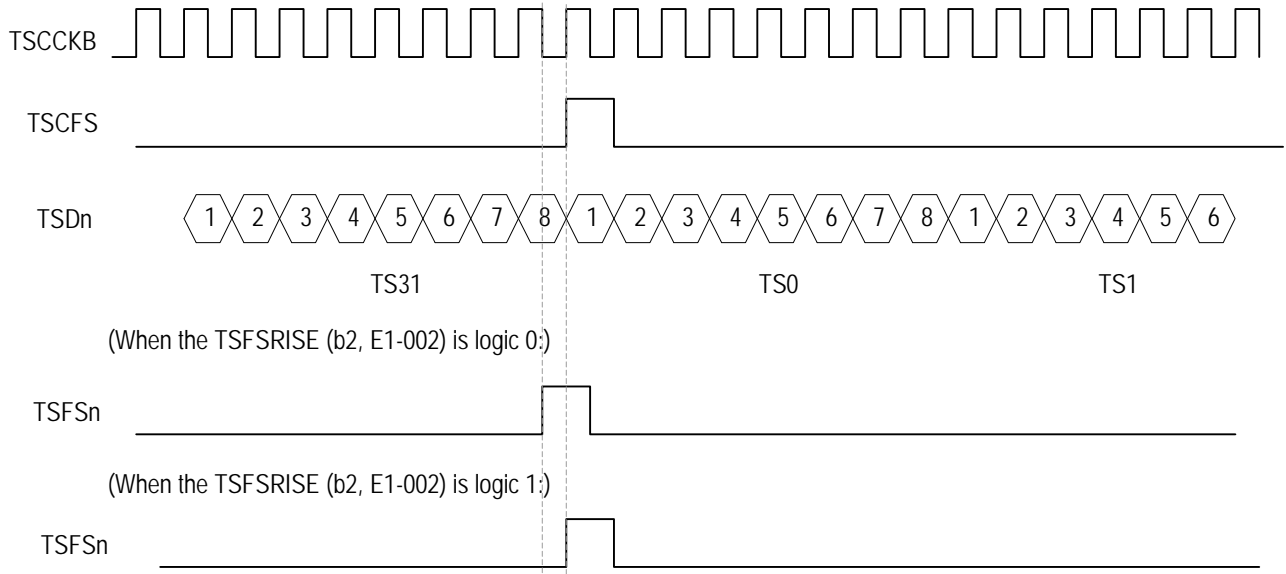 TSCCKB
TSCFS
TSDn 1 2 3 4 5 6 7 8 1 2 3 4 5 6 7 8 1 2 3 4 5 6
TS31 TS0 TS1
(When the TSFSRISE (b2, E1-002) is logic 0:)
TSFSn
(When the TSFSRISE (b2, E1-002) is logic 1:)
TSFSn